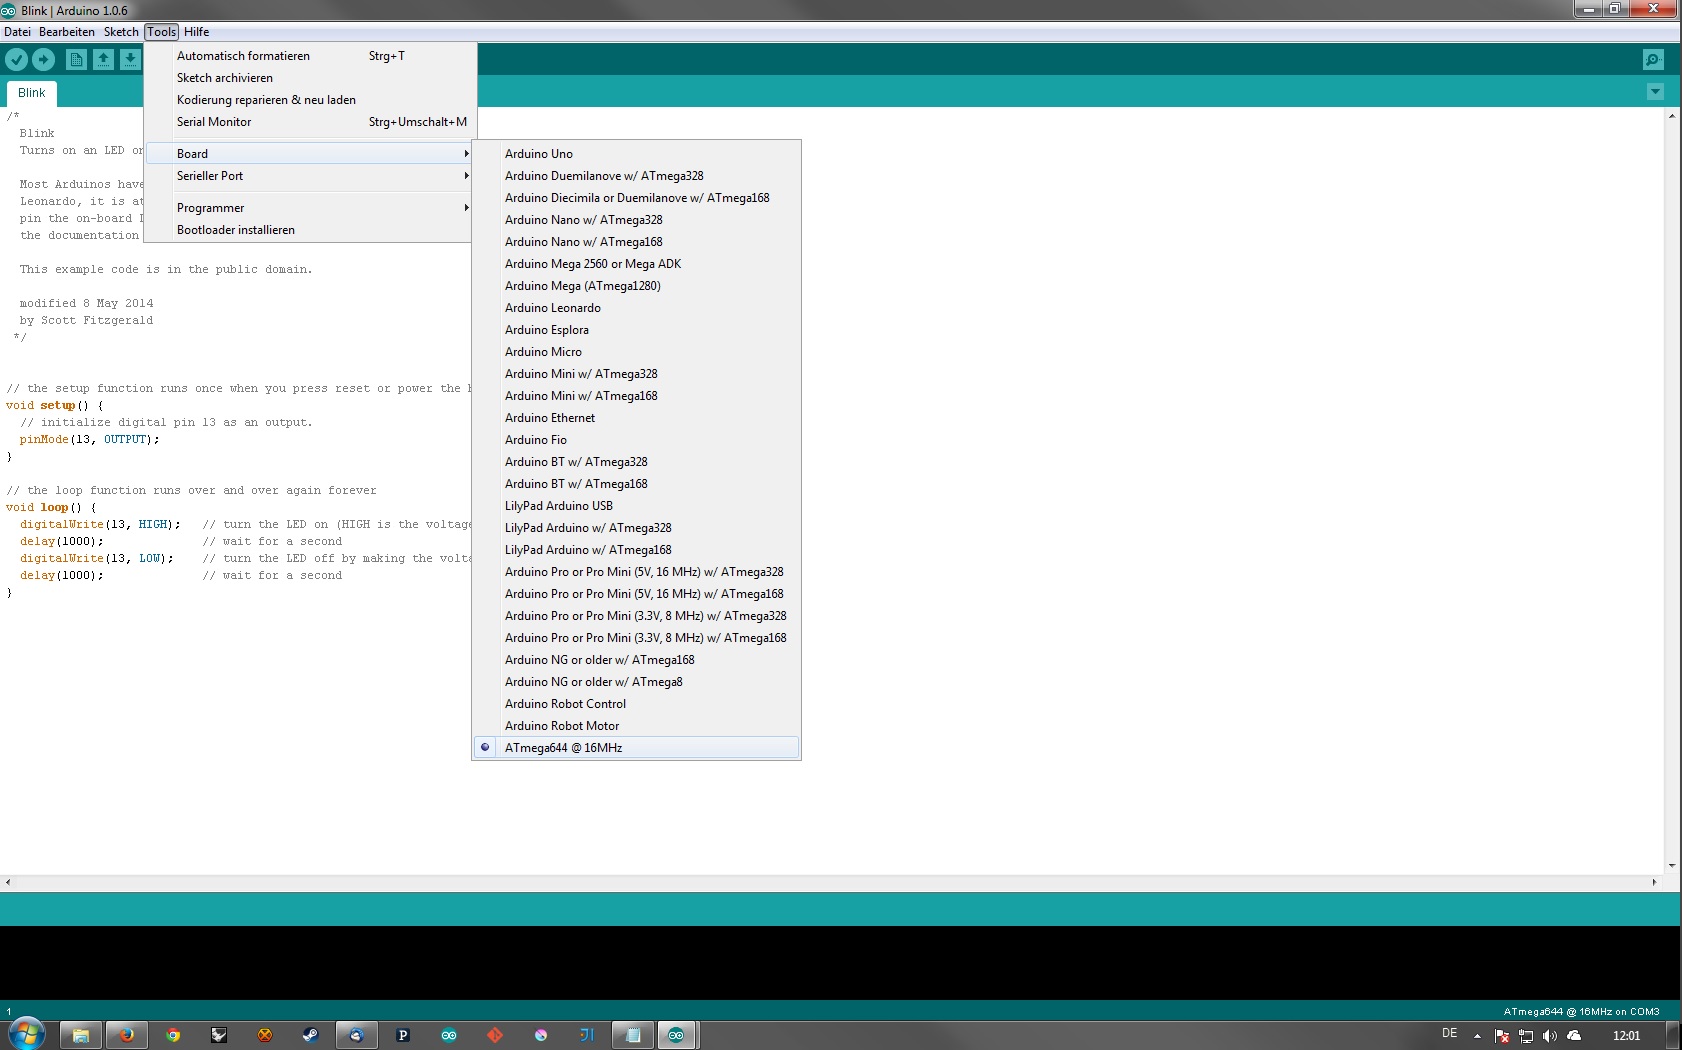 Blink | Arduino 1.0.6
Datei Bearbeiten Sketch Tools Hilfe
Automatisch formatieren Strg+T
Sketch archivieren
Kodierung reparieren & neu laden
Serial Monitor Strg+Umschalt+M
Board
Serieller Port
Programmer
Bootloader installieren
Arduino Uno
Arduino Duemilanove w/ ATmega328
Arduino Diecimila or Duemilanove w/ ATmega168
Arduino Nano w/ ATmega328
Arduino Nano w/ ATmega168
Arduino Mega 2560 or Mega ADK
Arduino Mega (ATmega1280)
Arduino Leonardo
Arduino Esplora
Arduino Micro
Arduino Mini w/ ATmega328
Arduino Mini w/ ATmega168
Arduino Ethernet
Arduino Fio
Arduino BT w/ ATmega328
Arduino BT w/ ATmega168
LilyPad Arduino USB
LilyPad Arduino w/ ATmega328
LilyPad Arduino w/ ATmega168
Arduino Pro or Pro Mini (5V, 16 MHz) w/ ATmega328
Arduino Pro or Pro Mini (5V, 16 MHz) w/ ATmega168
Arduino Pro or Pro Mini (3.3V, 8 MHz) w/ ATmega328
Arduino Pro or Pro Mini (3.3V, 8 MHz) w/ ATmega168
Arduino NG or older w/ ATmega168
Arduino NG or older w/ ATmega8
Arduino Robot Control
Arduino Robot Motor
ATmega644 @ 16MHz
Blink
/*
Blink
Turns on an LED
Most Arduinos have
Leonardo, it is
pin the on-board
the documentation
This example code is in the public domain.
modified 8 May 2014
by Scott Fitzgerald
*/
// the setup function runs once when you press reset or power the
void setup() {
// initialize digital pin 13 as an output.
pinMode(13, OUTPUT);
}
// the loop function runs over and over again forever
void loop() {
digitalWrite(13, HIGH); // turn the LED on (HIGH is the voltage
delay(1000); // wait for a second
digitalWrite(13, LOW); // turn the LED off by making the
delay(1000); // wait for a second
}
1
ATmega644 @ 16MHz on COM3
DE
12:01